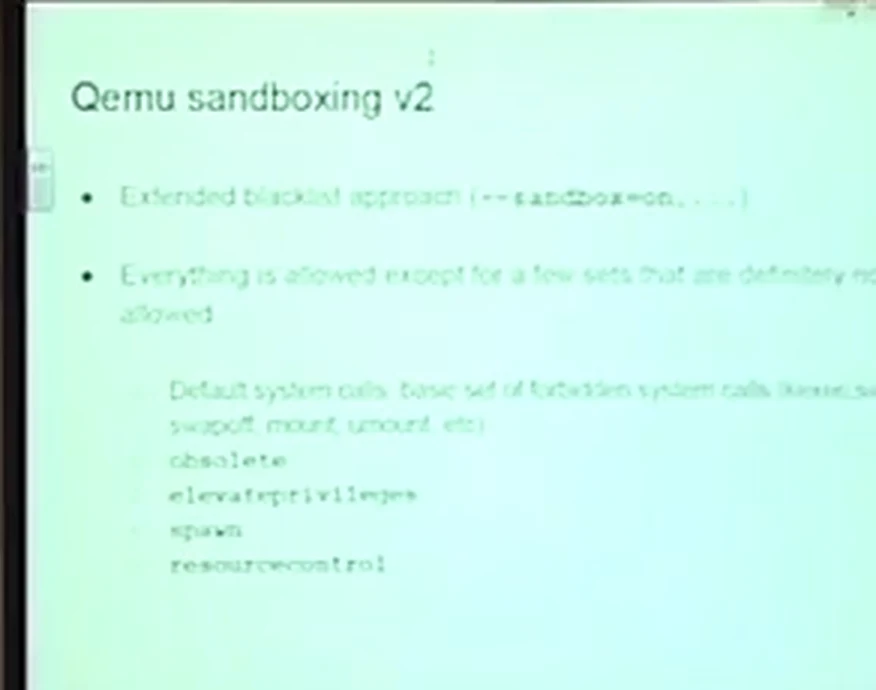 Qemu sandboxing v2
• Extended blacklist approach (--sandbox=on,...)
• Everything is allowed except for a few sets that are definitely
allowed
Default system calls: basic set of forbidden system calls
swapoff, mount, umount, etc)
obsolete
elevateprivileges
spawn
resourcecontrol